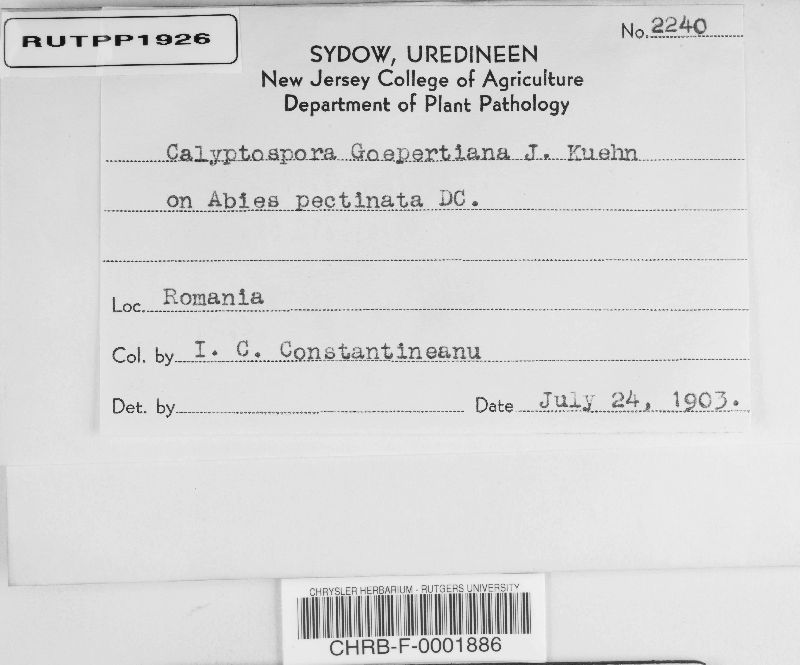 RUTPP1926
No. 2240
SYDOW, UREDINEEN
New Jersey College of Agriculture
Department of Plant Pathology
Calyptospora Goepertiana J. Kuehn
on Abies pectinata DC.
Loc. Romania
Col. by I. C. Constantineanu
Det. by Date July 24, 1903.
CHRYSLER HERBARIUM - RUTGERS UNIVERSITY
CHRB-F-0001886